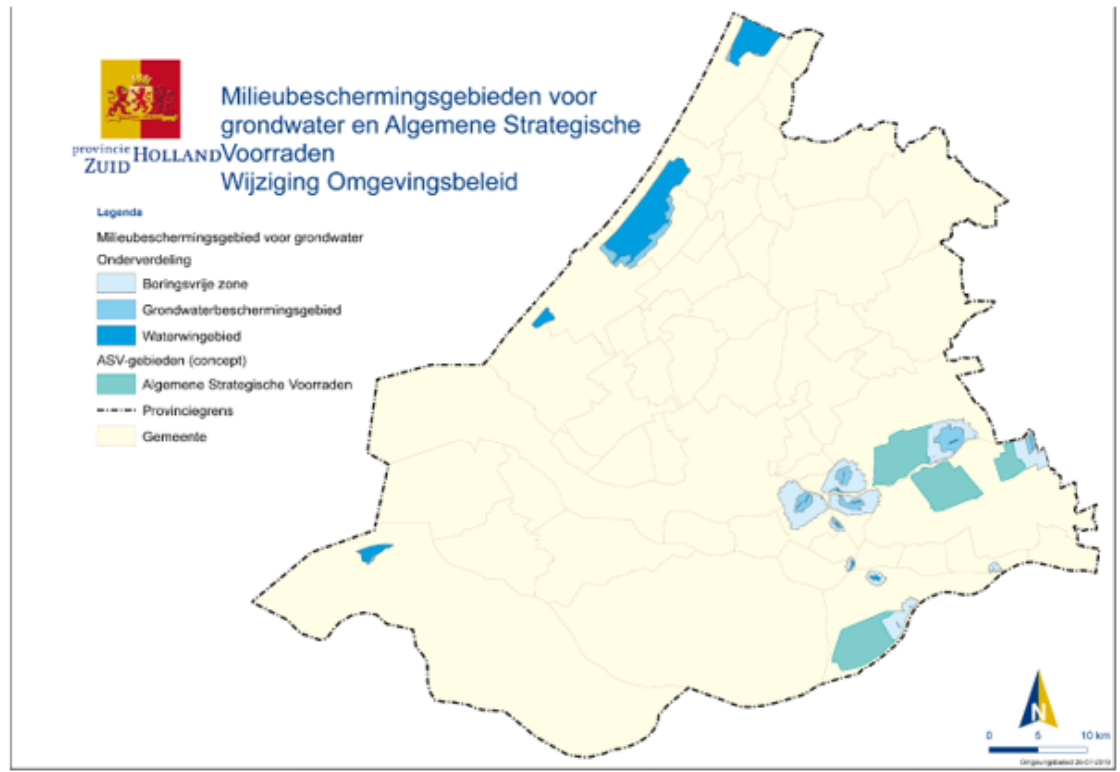 provincie
ZUID HOLLAND
Milieubeschermingsgebieden voor
grondwater en Algemene Strategische
Voorraden
Wijziging Omgevingsbeleid
Legenda
Milieubeschermingsgebied voor grondwater
Onderverdeling
Boringsvrije zone
Grondwaterbeschermingsgebied
Waterwingebied
ASV-gebieden (concept)
Algemene Strategische Voorraden
Provinciegrens
Gemeente
N
0 5 10 km
Omgevingsbeleid